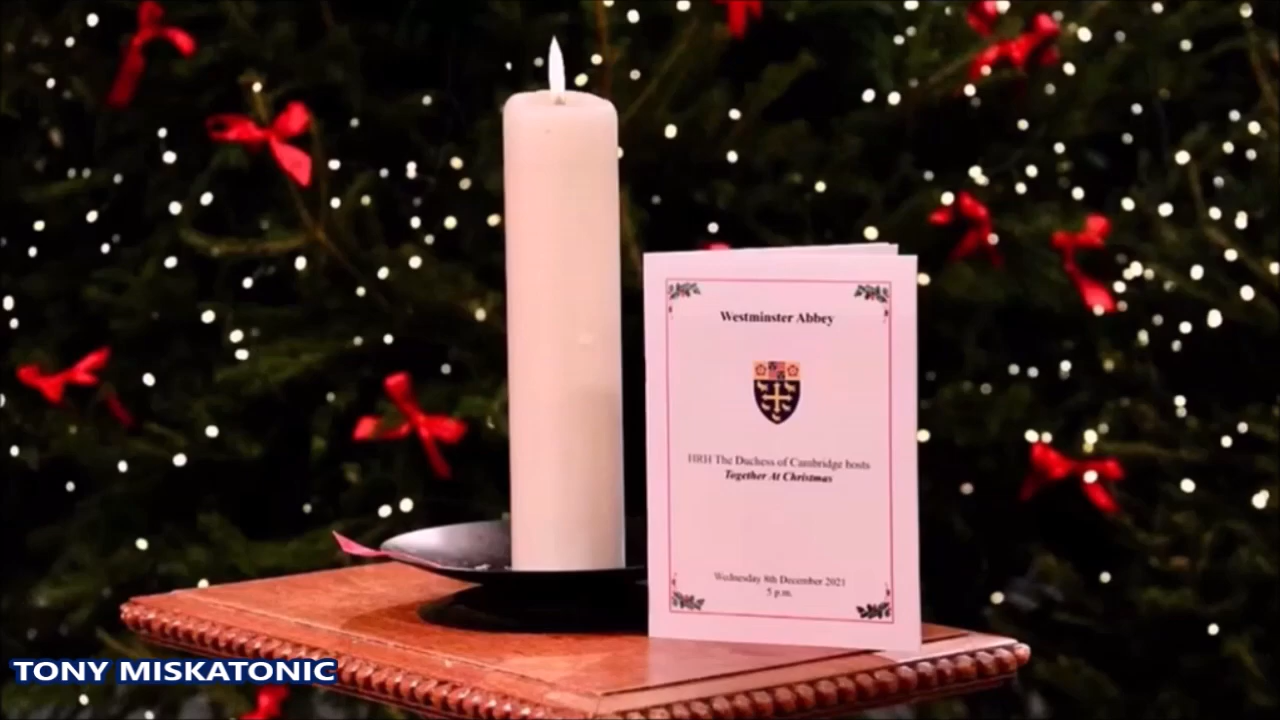 Westminster Abbey
HRH The Duchess of Cambridge hosts
Together At Christmas
Wednesday 8th December 2021
5 p.m.
TONY MISKATONIC